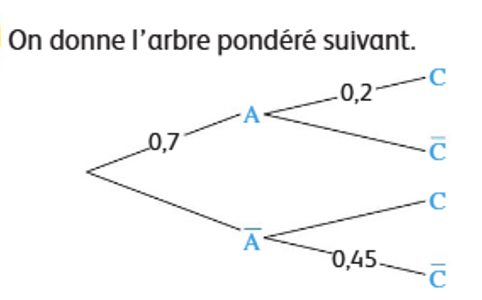 On donne l'arbre pondéré suivant.
C
0,2
A
0,7
C̅
C
A̅
0,45
C̅